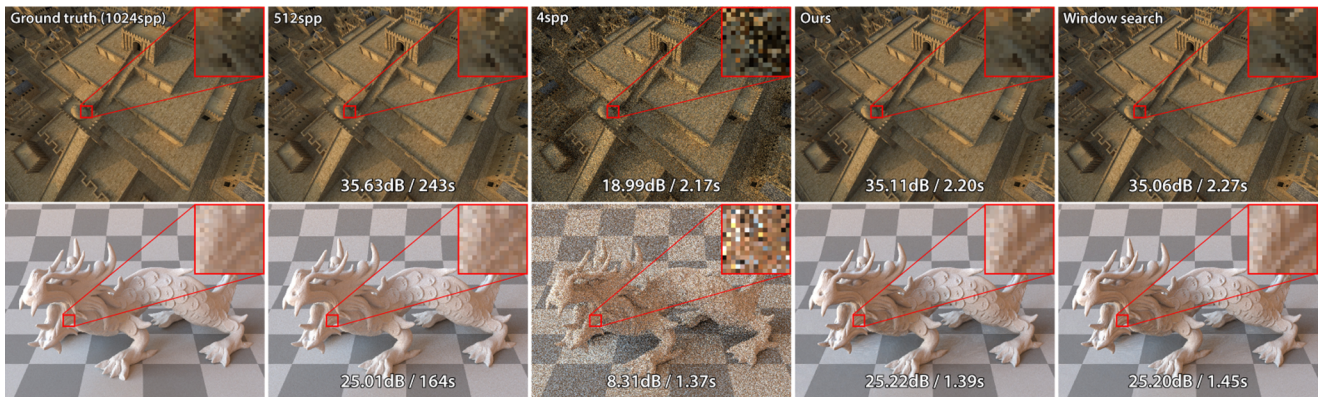 Ground truth (1024spp)
512spp
4spp
Ours
Window search
35.63dB / 243s
18.99dB / 2.17s
35.11dB / 2.20s
35.06dB / 2.27s
25.01dB / 164s
8.31dB / 1.37s
25.22dB / 1.39s
25.20dB / 1.45s